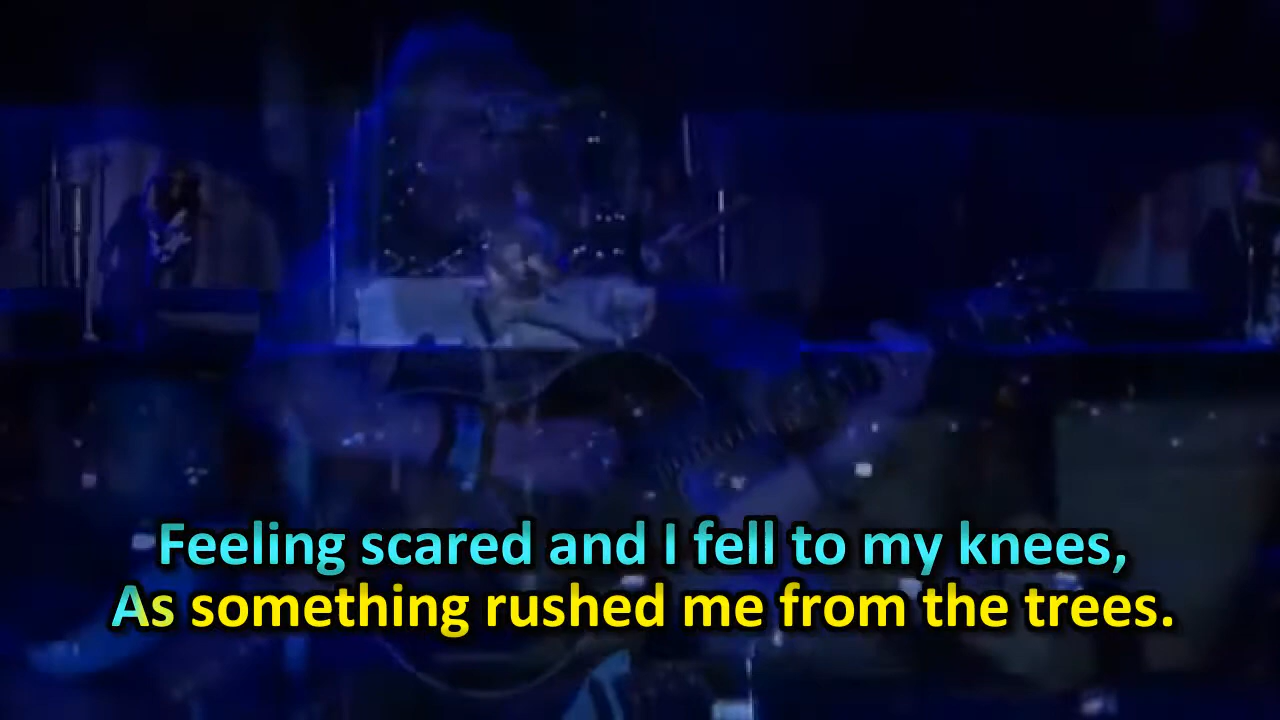 Feeling scared and I fell to my knees,
As something rushed me from the trees.